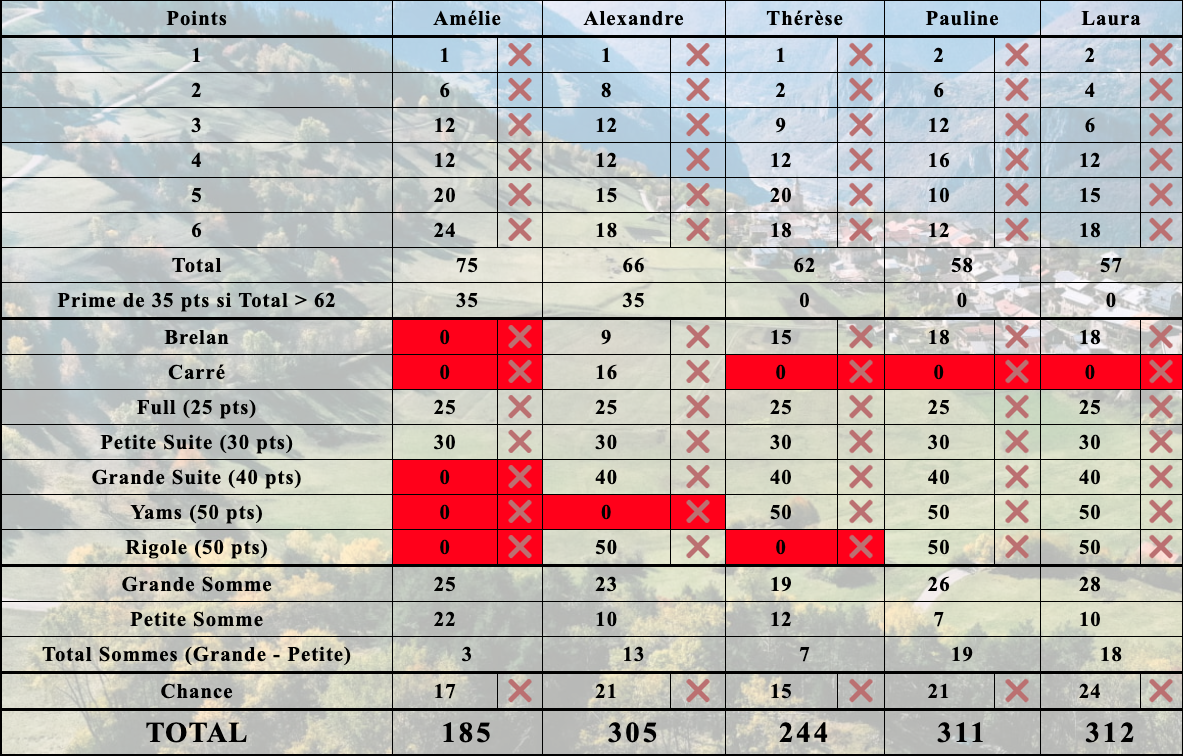 Points Amélie Alexandre Thérèse Pauline Laura
1 1 1 1 2 2
2 6 8 2 6 4
3 12 12 9 12 6
4 12 12 12 16 12
5 20 15 20 10 15
6 24 18 18 12 18
Total 75 66 62 58 57
Prime de 35 pts si Total > 62 35 35 0 0 0
Brelan 0 9 15 18 18
Carré 0 16 0 0 0
Full (25 pts) 25 25 25 25 25
Petite Suite (30 pts) 30 30 30 30 30
Grande Suite (40 pts) 0 40 40 40 40
Yams (50 pts) 0 0 50 50 50
Rigole (50 pts) 0 50 0 50 50
Grande Somme 25 23 19 26 28
Petite Somme 22 10 12 7 10
Total Sommes (Grande - Petite) 3 13 7 19 18
Chance 17 21 15 21 24
TOTAL 185 305 244 311 312